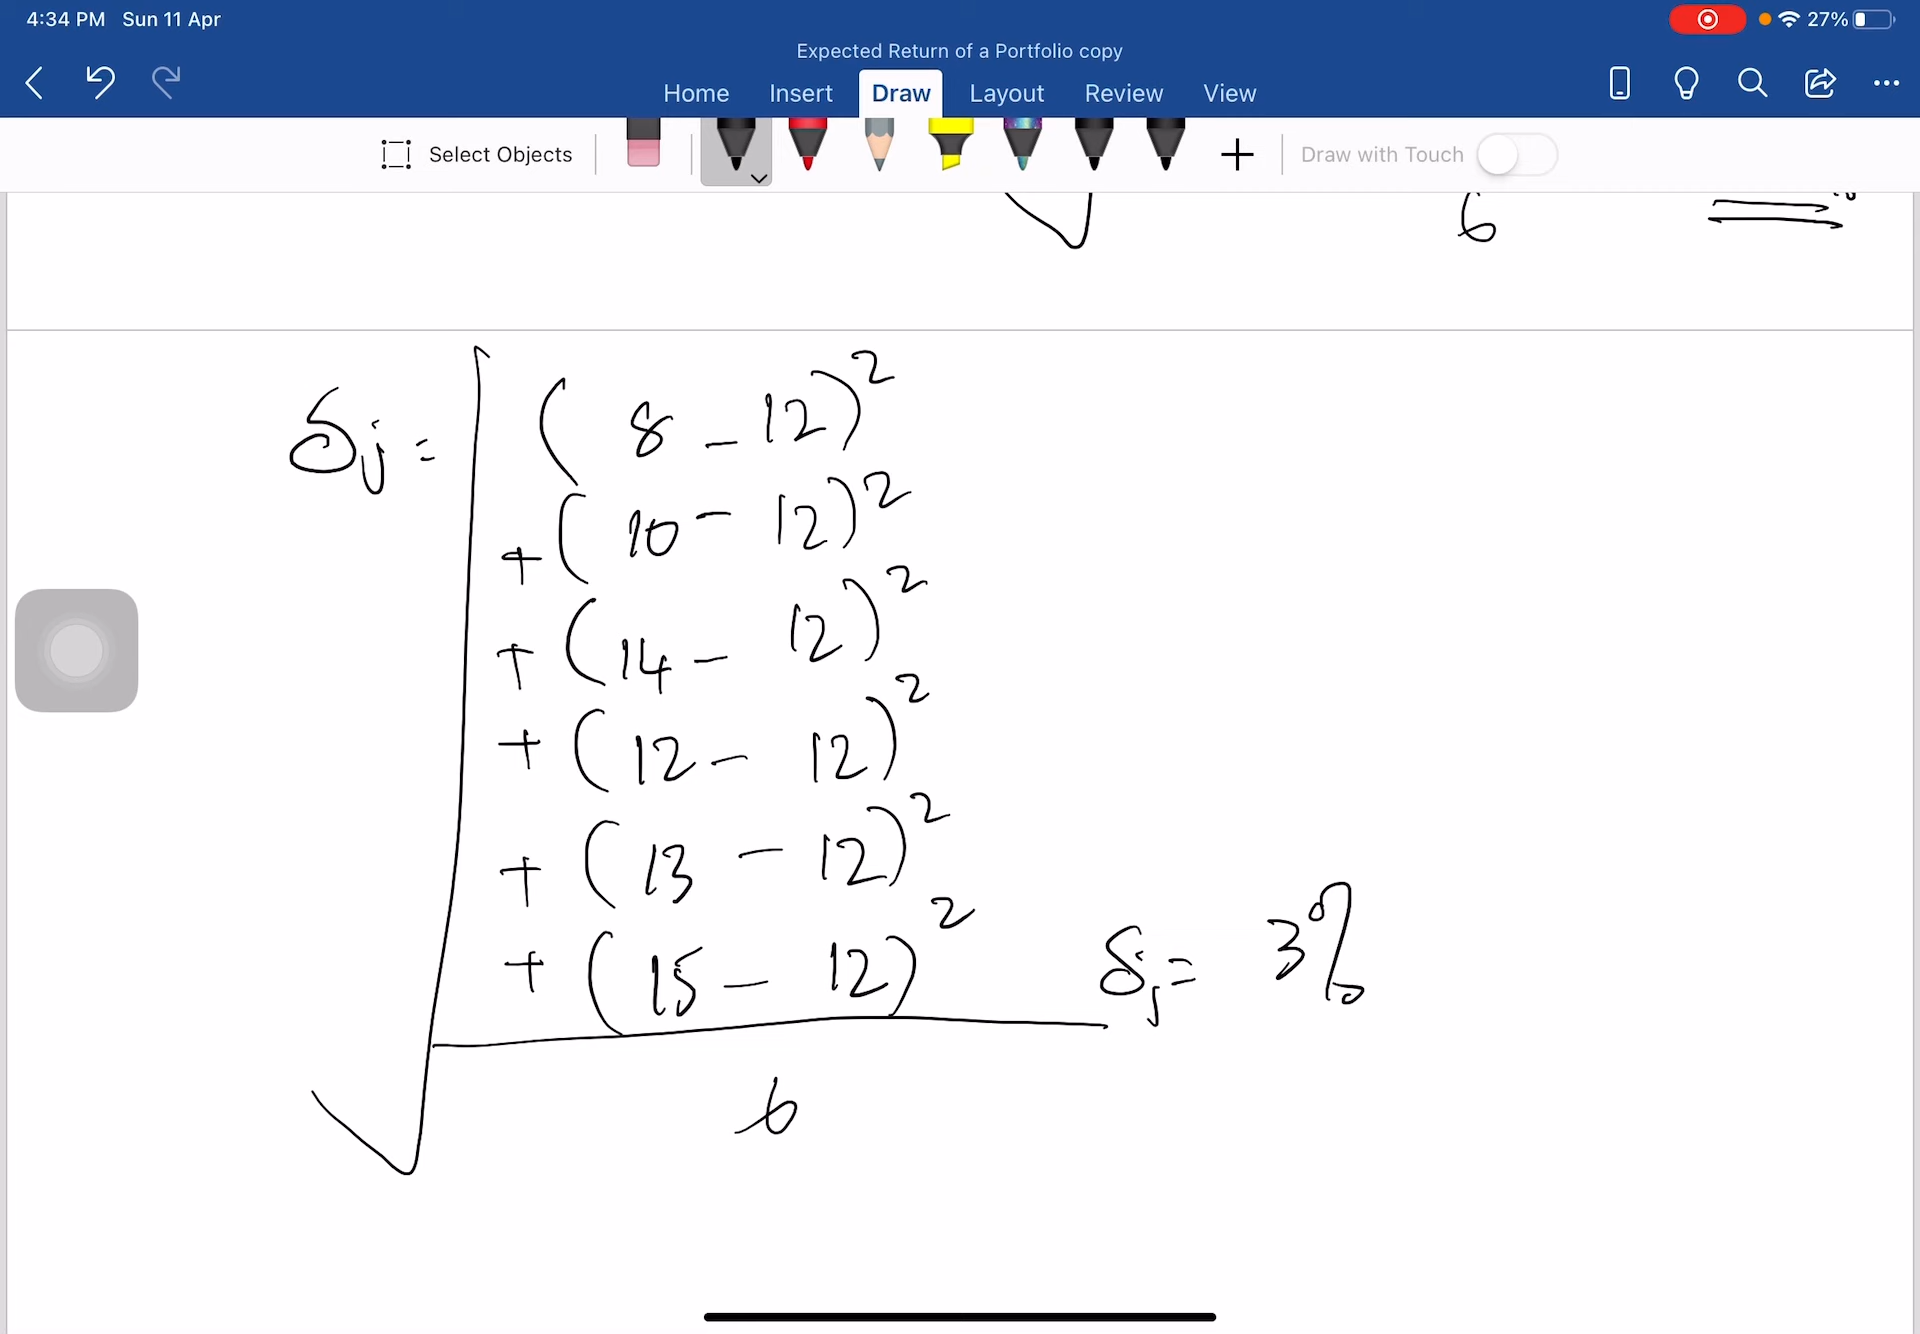 4:34 PM Sun 11 Apr
27%
Expected Return of a Portfolio copy
Home Insert Draw Layout Review View
Select Objects
Draw with Touch
6
δj = √
( 8 - 12)²
+ ( 10 - 12)²
+ ( 14 - 12)²
+ ( 12 - 12)²
+ ( 13 - 12)²
+ ( 15 - 12)²
6
δj = 3%